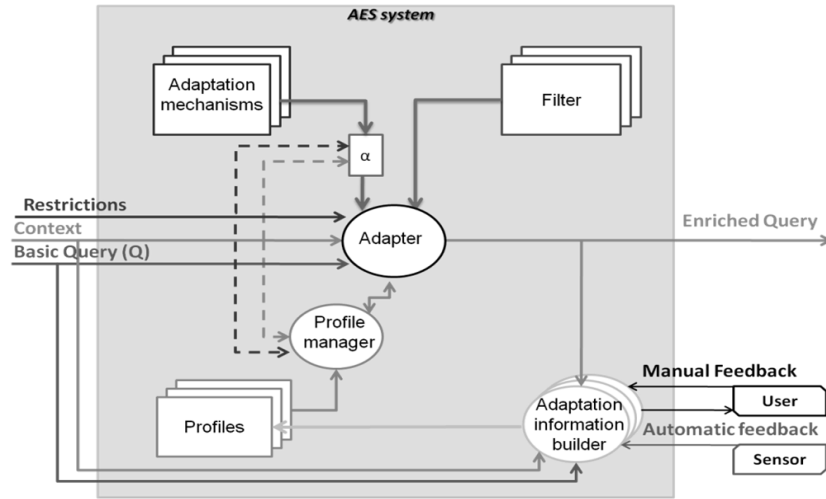 AES system
Adaptation
mechanisms
Filter
α
Restrictions
Context
Basic Query (Q)
Adapter
Enriched Query
Profile
manager
Manual Feedback
User
Profiles
Adaptation
information
builder
Automatic feedback
Sensor